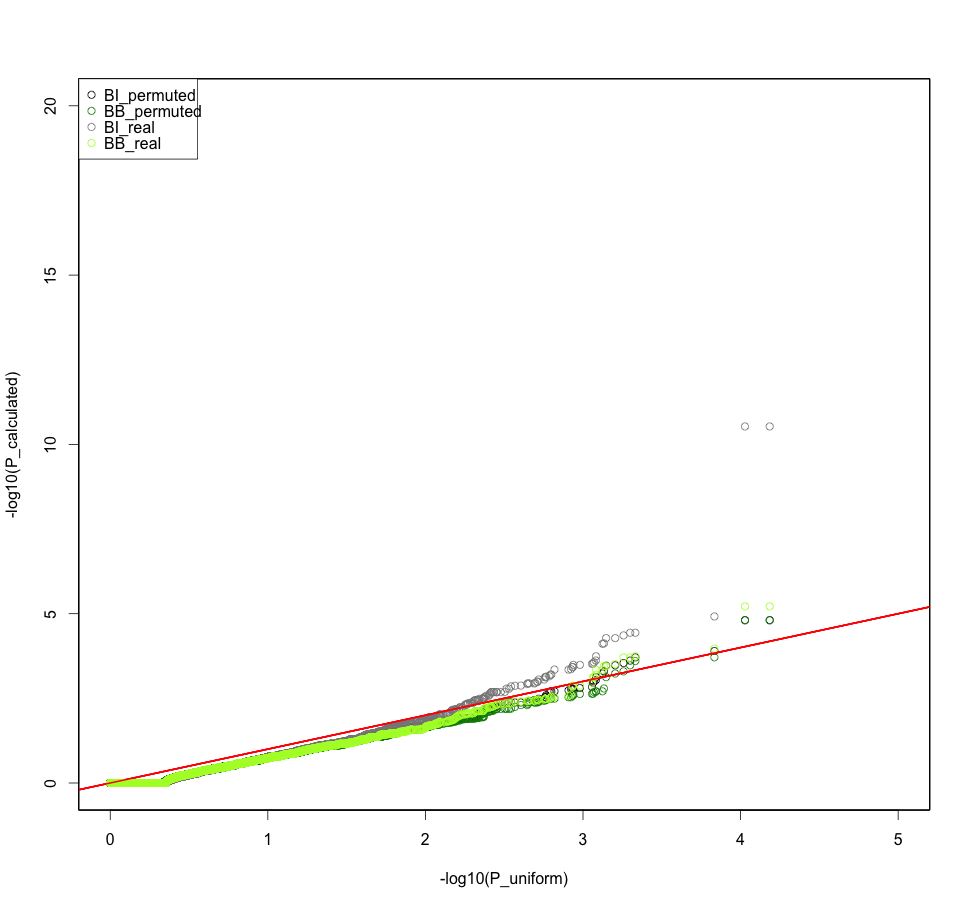 BI_permuted
BB_permuted
BI_real
BB_real
20
15
10
5
0
-log10(P_calculated)
0 1 2 3 4 5
-log10(P_uniform)